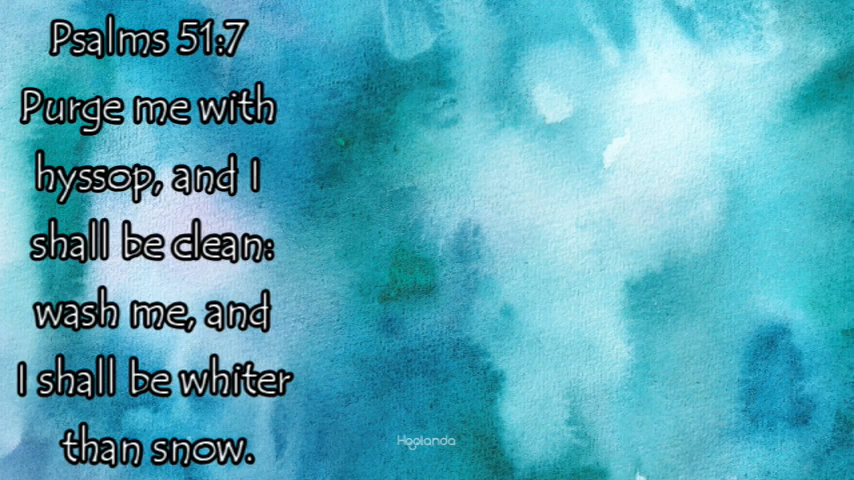 Psalms 51:7
Purge me with
hyssop, and I
shall be clean:
wash me, and
I shall be whiter
than snow.
Hoolanda